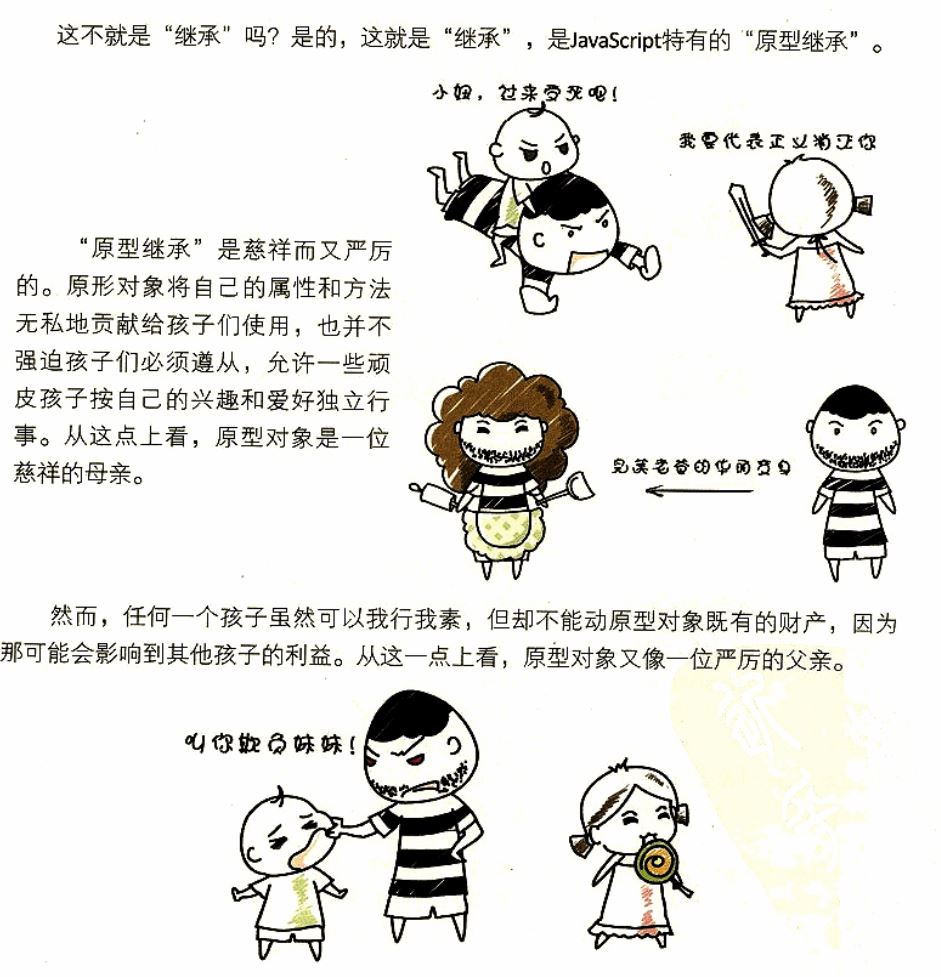 这不就是“继承”吗？是的，这就是“继承”，是JavaScript特有的“原型继承”。
小妞，过来受死吧！
我要代表正义消灭你
“原型继承”是慈祥而又严厉
的。原形对象将自己的属性和方法
无私地贡献给孩子们使用，也并不
强迫孩子们必须遵从，允许一些顽
皮孩子按自己的兴趣和爱好独立行
事。从这点上看，原型对象是一位
慈祥的母亲。
完美老爸的华丽变身
然而，任何一个孩子虽然可以我行我素，但却不能动原型对象既有的财产，因为
那可能会影响到其他孩子的利益。从这一点上看，原型对象又像一位严厉的父亲。
叫你欺负妹妹！